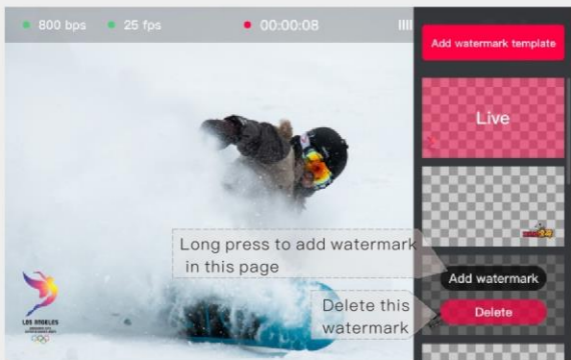 800 bps
25 fps
00:00:08
Add watermark template
Live
Long press to add watermark
in this page
Add watermark
Delete this
watermark
Delete
LOS ANGELES